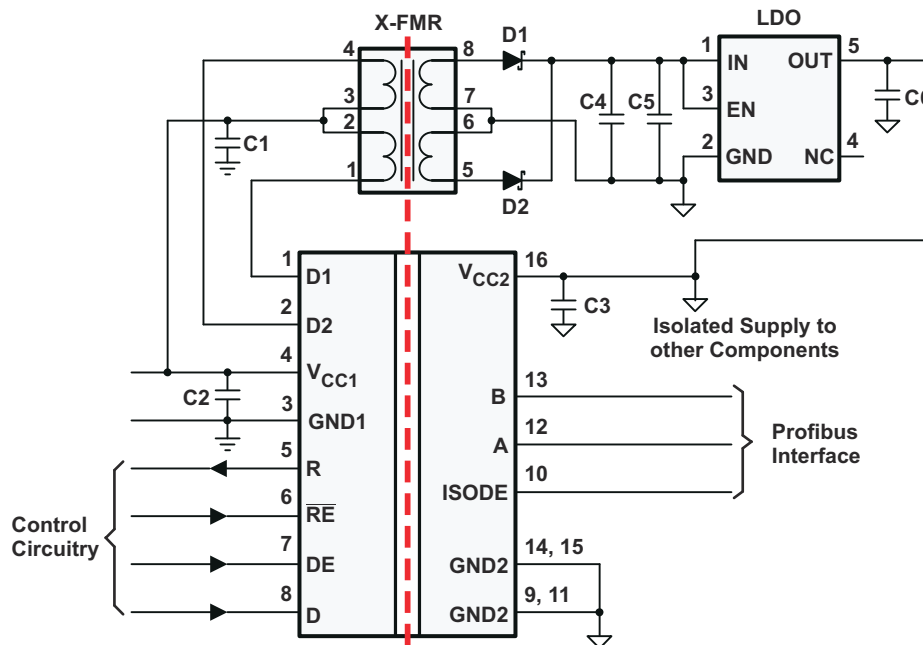 X-FMR
LDO
D1
4
8
1
5
IN
OUT
3
7
C4
C5
3
EN
C6
2
6
C1
2
GND
NC
4
1
5
D2
1
D1
16
VCC2
C3
2
D2
Isolated Supply to
other Components
4
VCC1
13
B
C2
3
GND1
12
A
Profibus
Interface
5
R
10
ISODE
Control
Circuitry
6
RE
7
DE
14, 15
GND2
8
D
9, 11
GND2